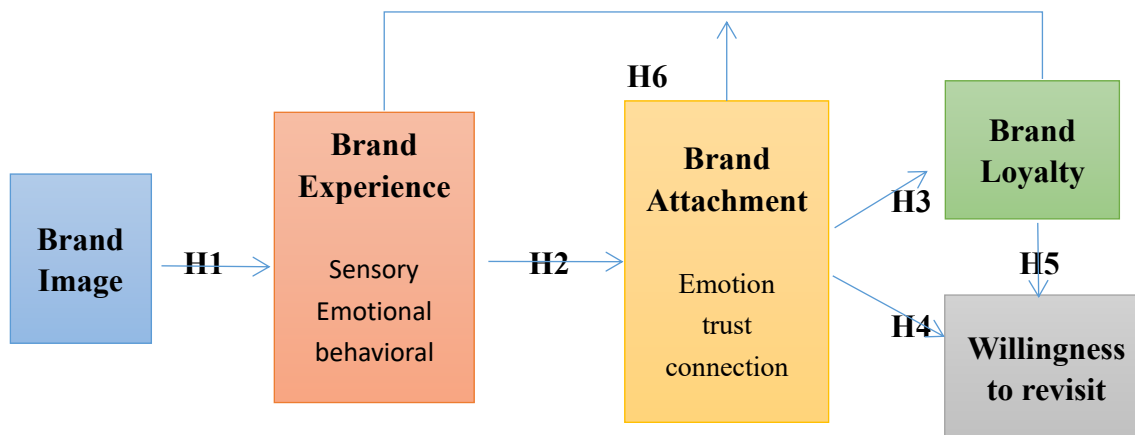 Brand
Image
H1
Brand
Experience
Sensory
Emotional
behavioral
H2
H6
Brand
Attachment
Emotion
trust
connection
H3
H4
Brand
Loyalty
H5
Willingness
to revisit